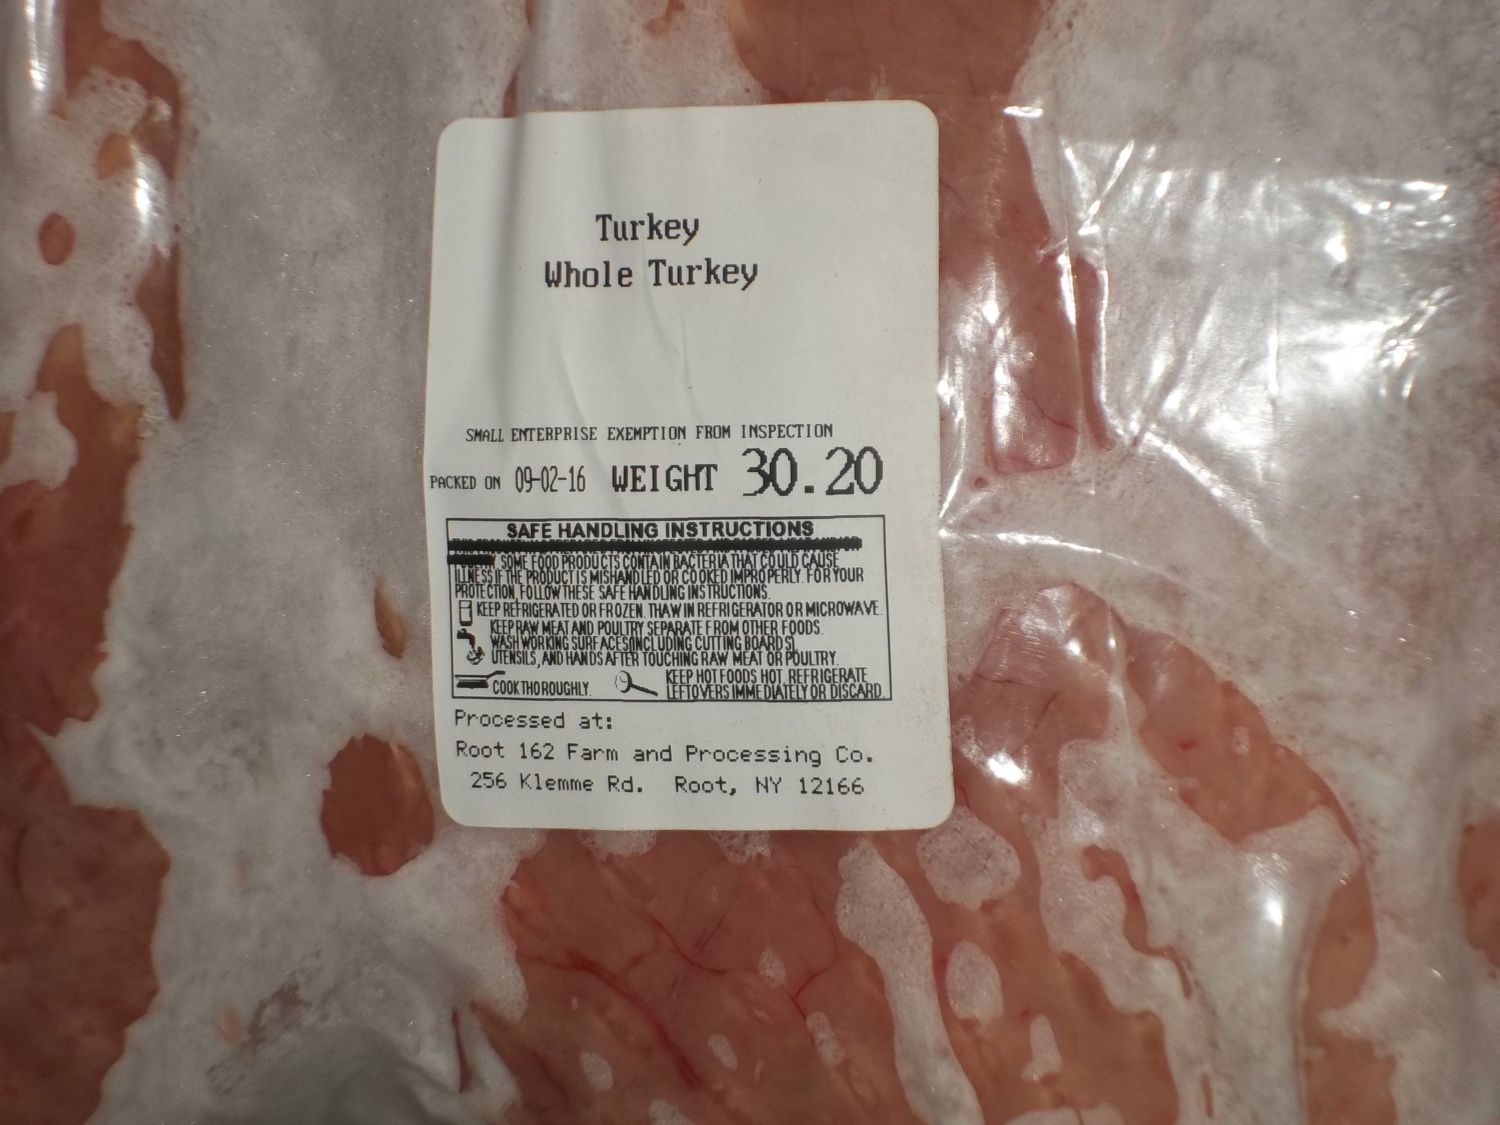 Turkey
Whole Turkey
SMALL ENTERPRISE EXEMPTION FROM INSPECTION
PACKED ON 09-02-16 WEIGHT 30.20
SAFE HANDLING INSTRUCTIONS
SOME FOOD PRODUCTS CONTAIN BACTERIA THAT COULD CAUSE
ILLNESS IF THE PRODUCT IS MISHANDLED OR COOKED IMPROPERLY. FOR YOUR
PROTECTION, FOLLOW THESE SAFE HANDLING INSTRUCTIONS.
KEEP REFRIGERATED OR FROZEN. THAW IN REFRIGERATOR OR MICROWAVE.
KEEP RAW MEAT AND POULTRY SEPARATE FROM OTHER FOODS.
WASH WORKING SURFACES(INCLUDING CUTTING BOARDS),
UTENSILS, AND HANDS AFTER TOUCHING RAW MEAT OR POULTRY.
COOK THOROUGHLY.
KEEP HOT FOODS HOT. REFRIGERATE
LEFTOVERS IMMEDIATELY OR DISCARD.
Processed at:
Root 162 Farm and Processing Co.
256 Klemme Rd. Root, NY 12166